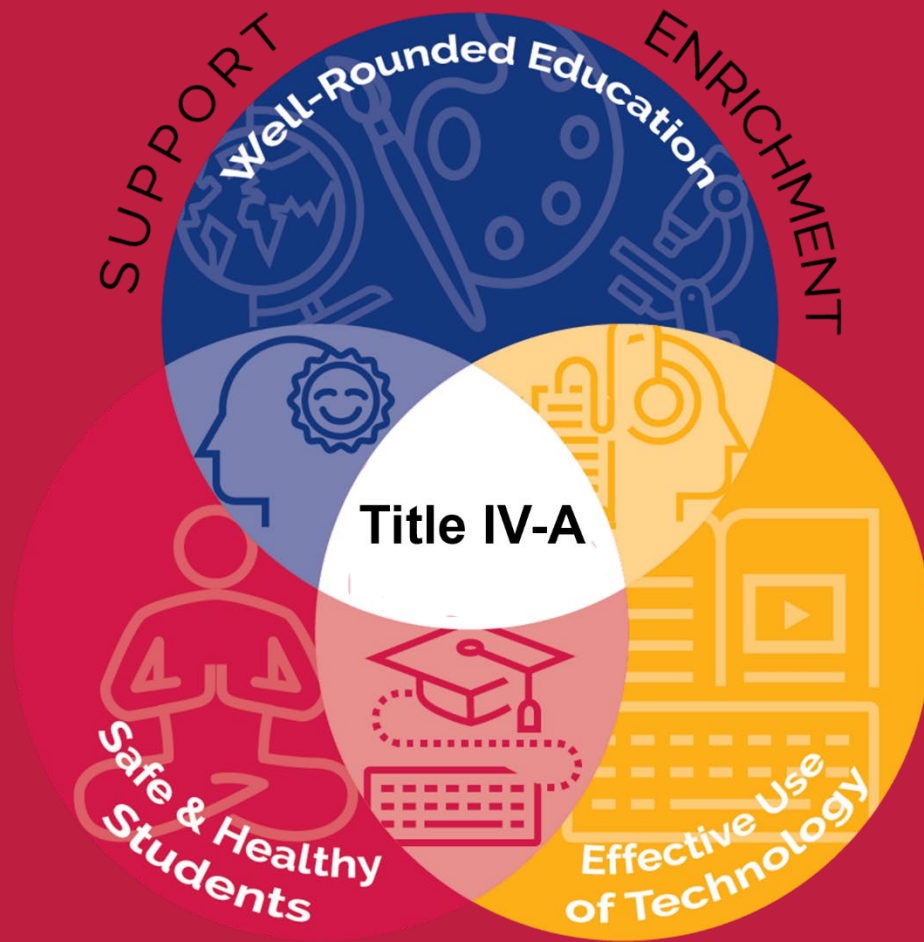 SUPPORT
ENRICHMENT
Well-Rounded Education
Title IV-A
Safe & Healthy
Students
Effective Use
of Technology